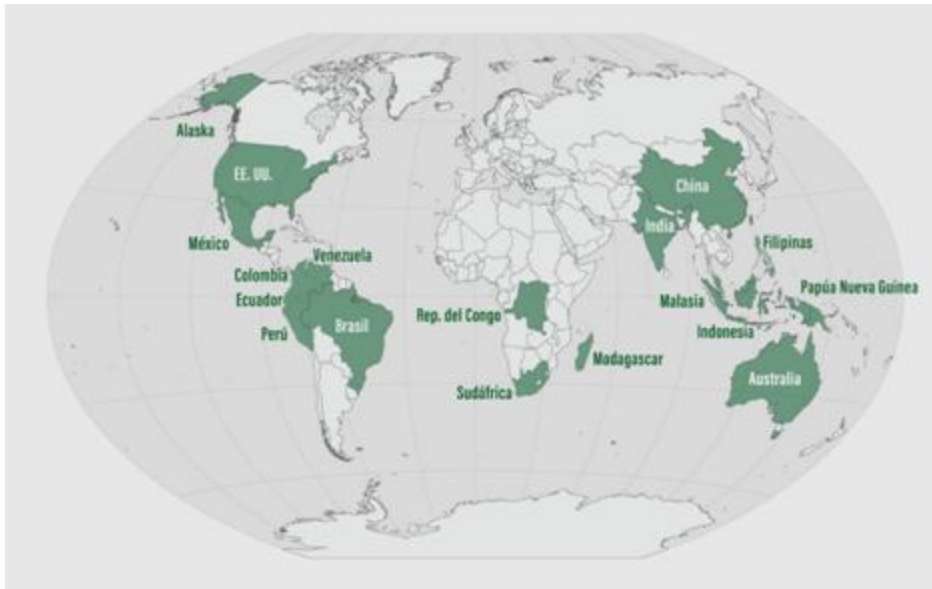 Alaska
EE. UU.
México
Venezuela
Colombia
Ecuador
Perú
Brasil
Rep. del Congo
Sudáfrica
Madagascar
China
India
Filipinas
Malasia
Papúa Nueva Guinea
Indonesia
Australia